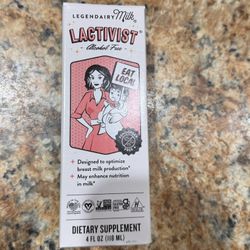 LEGENDAIRY Milk®
LACTIVIST®
Alcohol Free
EAT
LOCAL
• Designed to optimize
breast milk production*
• May enhance nutrition
in milk*
DIETARY SUPPLEMENT
4 FL OZ (118 ML)